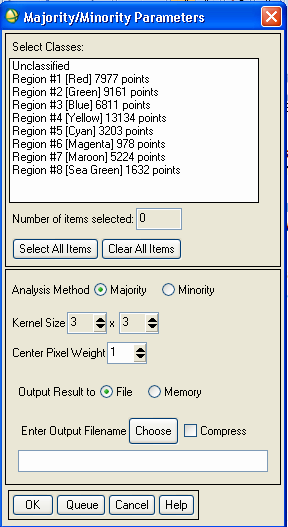 Majority/Minority Parameters
Select Classes:
Unclassified
Region #1 [Red] 7977 points
Region #2 [Green] 9161 points
Region #3 [Blue] 6811 points
Region #4 [Yellow] 13134 points
Region #5 [Cyan] 3203 points
Region #6 [Magenta] 978 points
Region #7 [Maroon] 5224 points
Region #8 [Sea Green] 1632 points
Number of items selected: 0
Select All Items Clear All Items
Analysis Method Majority Minority
Kernel Size 3 x 3
Center Pixel Weight 1
Output Result to File Memory
Enter Output Filename Choose Compress
OK Queue Cancel Help